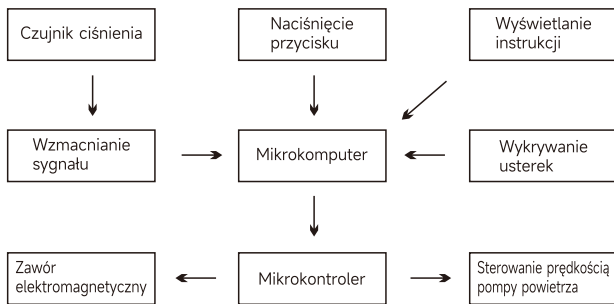 Czujnik ciśnienia
Naciśnięcie
przycisku
Wyświetlanie
instrukcji
Wzmacnianie
sygnału
Mikrokomputer
Wykrywanie
usterek
Zawór
elektromagnetyczny
Mikrokontroler
Sterowanie prędkością
pompy powietrza